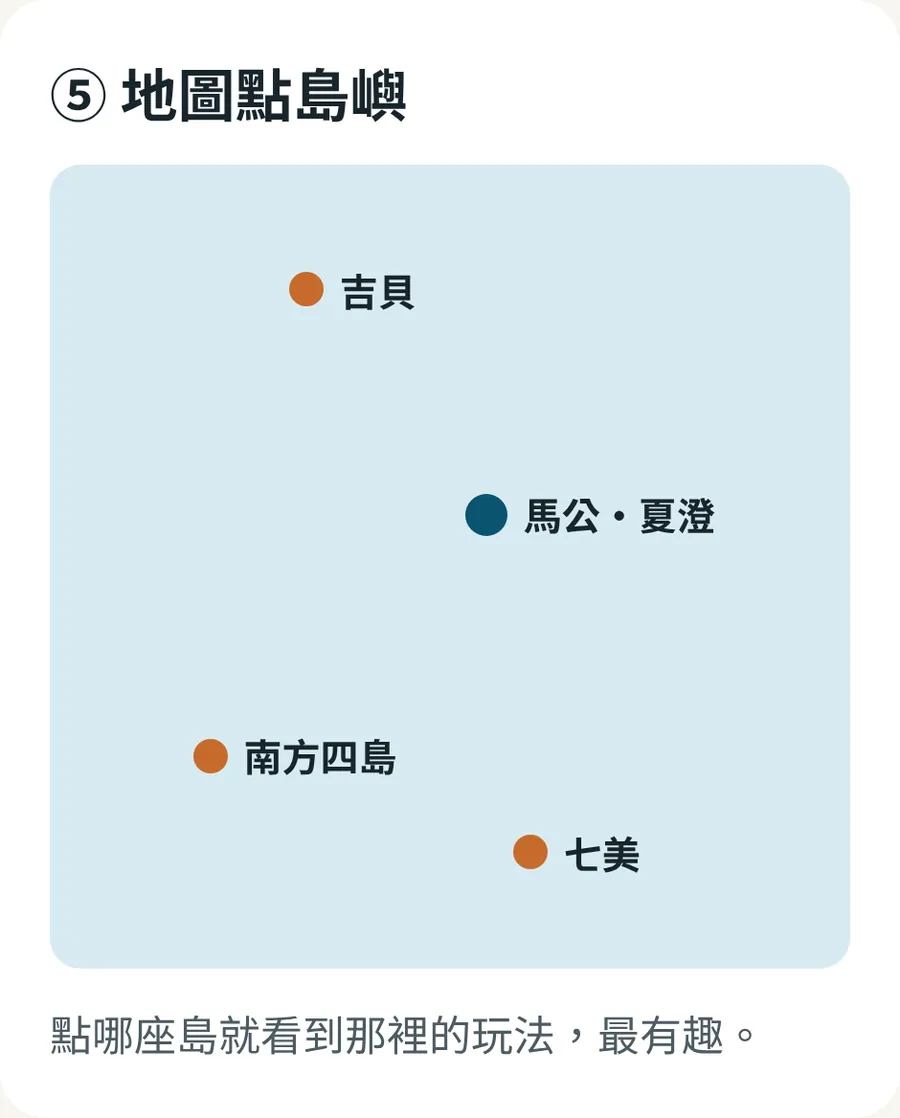 ⑤ 地圖點島嶼
吉貝
馬公・夏澄
南方四島
七美
點哪座島就看到那裡的玩法，最有趣。